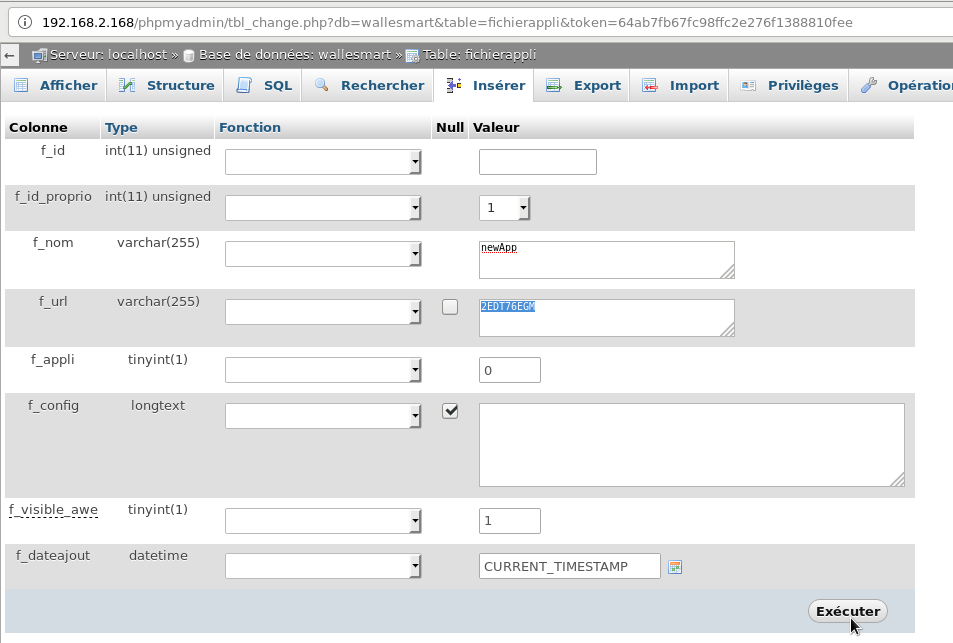 192.168.2.168/phpmyadmin/tbl_change.php?db=wallesmart&table=fichierappli&token=64ab7fb67fc98ffc2e276f1388810fee
← Serveur: localhost » Base de données: wallesmart » Table: fichierappli
Afficher Structure SQL Rechercher Insérer Export Import Privilèges Opératio
Colonne Type Fonction Null Valeur
f_id int(11) unsigned
f_id_proprio int(11) unsigned 1
f_nom varchar(255) newApp
f_url varchar(255) 2EDT76EGM
f_appli tinyint(1) 0
f_config longtext
f_visible_awe tinyint(1) 1
f_dateajout datetime CURRENT_TIMESTAMP
Exécuter